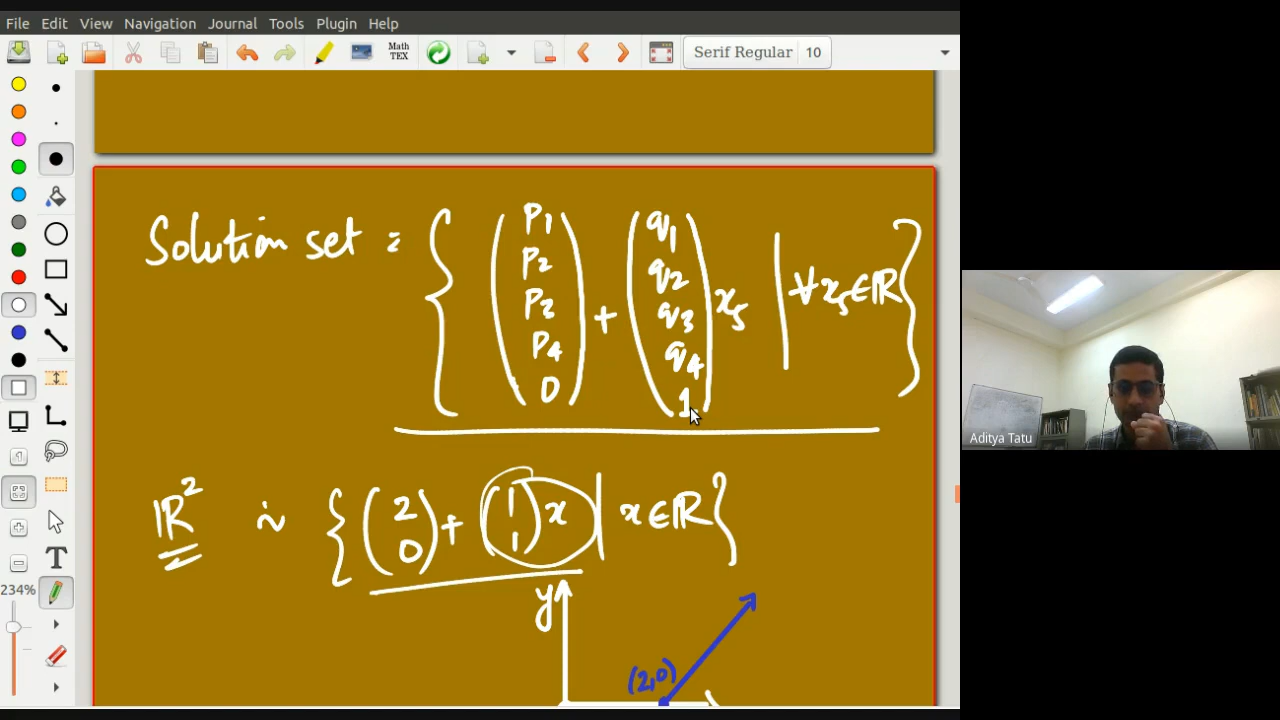 File Edit View Navigation Journal Tools Plugin Help
Math TEX Serif Regular 10
Solution set = { (p1 p2 p3 p4 0) + (q1 q2 q3 q4 1) x5 | ∀ x5 ∈ ℝ }
Aditya Tatu
ℝ² ~ { (2 0) + (1 1) x | x ∈ ℝ }
234%
y
(2,0)